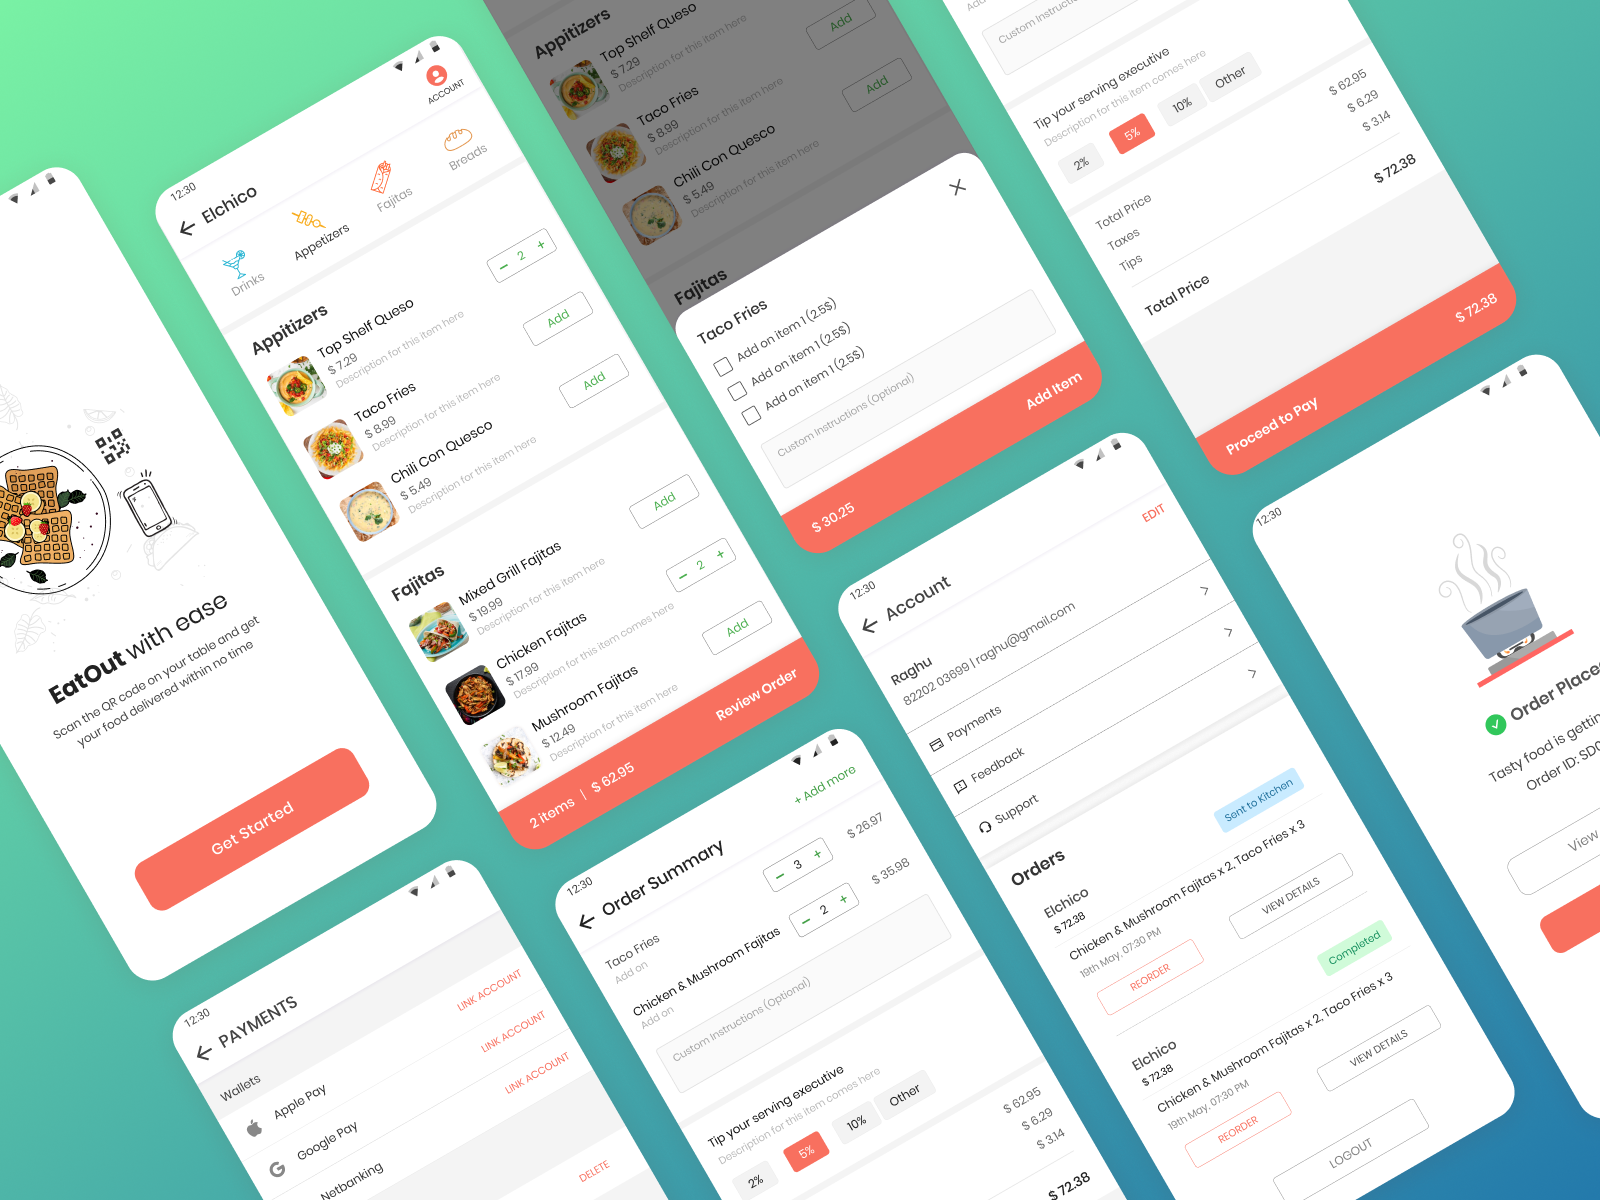 EatOut with ease
Scan the QR code on your table and get
your food delivered within no time
Get Started
12:30
Elchico
ACCOUNT
Drinks
Appetizers
Fajitas
Breads
Appitizers
Top Shelf Queso
$ 7.29
Description for this item here
2
Taco Fries
$ 8.99
Description for this item here
Add
Chili Con Quesco
$ 5.49
Description for this item here
Add
Fajitas
Mixed Grill Fajitas
$ 19.99
Description for this item here
Add
Chicken Fajitas
$ 17.99
Description for this item comes here
2
Mushroom Fajitas
$ 12.49
Description for this item here
Add
2 items | $ 62.95
Review Order
Appitizers
Top Shelf Queso
$ 7.29
Description for this item here
Add
Taco Fries
$ 8.99
Description for this item here
Add
Chili Con Quesco
$ 5.49
Description for this item here
Fajitas
Taco Fries
Add on item 1 (2.5$)
Add on item 1 (2.5$)
Add on item 1 (2.5$)
Custom Instructions (Optional)
$ 30.25
Add Item
Custom Instructions
Tip your serving executive
Description for this item comes here
2%
5%
10%
Other
Total Price
$ 62.95
Taxes
$ 6.29
Tips
$ 3.14
Total Price
$ 72.38
Proceed to Pay
$ 72.38
12:30
PAYMENTS
Wallets
Apple Pay
LINK ACCOUNT
Google Pay
LINK ACCOUNT
Netbanking
LINK ACCOUNT
DELETE
12:30
Order Summary
+ Add more
Taco Fries
Add on
3
$ 26.97
Chicken & Mushroom Fajitas
Add on
2
$ 35.98
Custom Instructions (Optional)
Tip your serving executive
Description for this item comes here
2%
5%
10%
Other
$ 62.95
$ 6.29
$ 3.14
$ 72.38
12:30
Account
EDIT
Raghu
82202 03699 | raghu@gmail.com
Payments
Feedback
Support
Orders
Sent to Kitchen
Elchico
$ 72.38
Chicken & Mushroom Fajitas x 2, Taco Fries x 3
19th May, 07:30 PM
REORDER
VIEW DETAILS
Completed
Elchico
$ 72.38
Chicken & Mushroom Fajitas x 2, Taco Fries x 3
19th May, 07:30 PM
REORDER
VIEW DETAILS
LOGOUT
12:30
Order Place
Tasty food is gettin
Order ID: SD0
View